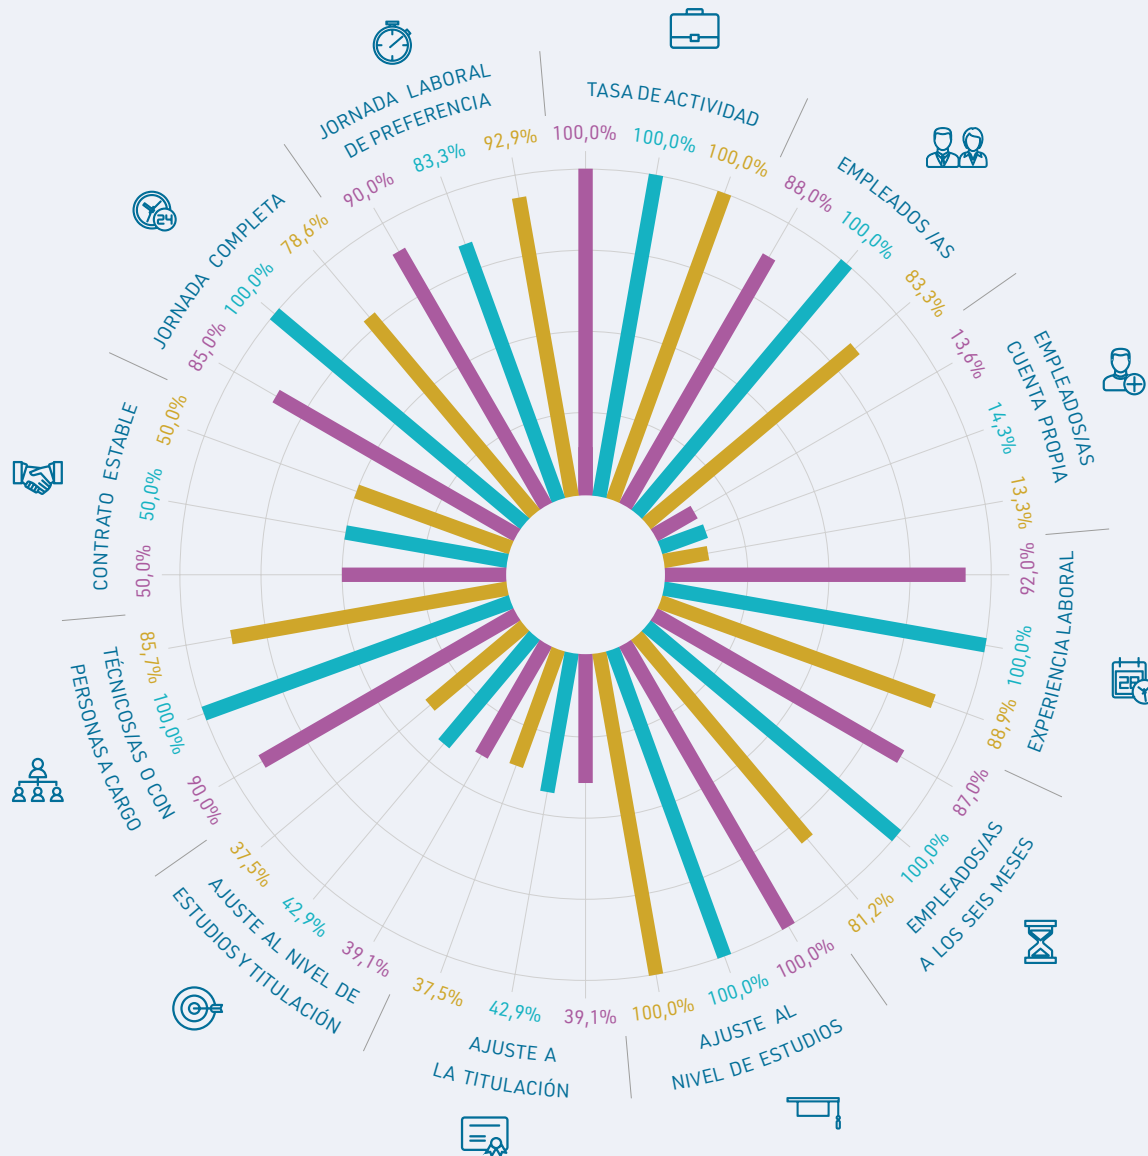 TASA DE ACTIVIDAD
100,0%
100,0%
100,0%
EMPLEADOS /AS
88,0%
100,0%
83,3%
EMPLEADOS/AS
CUENTA PROPIA
13,6%
14,3%
13,3%
EXPERIENCIA LABORAL
92,0%
100,0%
88,9%
EMPLEADOS/AS
A LOS SEIS MESES
87,0%
100,0%
81,2%
AJUSTE AL
NIVEL DE ESTUDIOS
100,0%
100,0%
100,0%
AJUSTE A
LA TITULACIÓN
39,1%
42,9%
37,5%
AJUSTE AL NIVEL DE
ESTUDIOS Y TITULACIÓN
39,1%
42,9%
37,5%
TÉCNICOS/AS O CON
PERSONAS A CARGO
90,0%
100,0%
85,7%
CONTRATO ESTABLE
50,0%
50,0%
50,0%
JORNADA COMPLETA
85,0%
100,0%
78,6%
24
JORNADA LABORAL
DE PREFERENCIA
90,0%
83,3%
92,9%